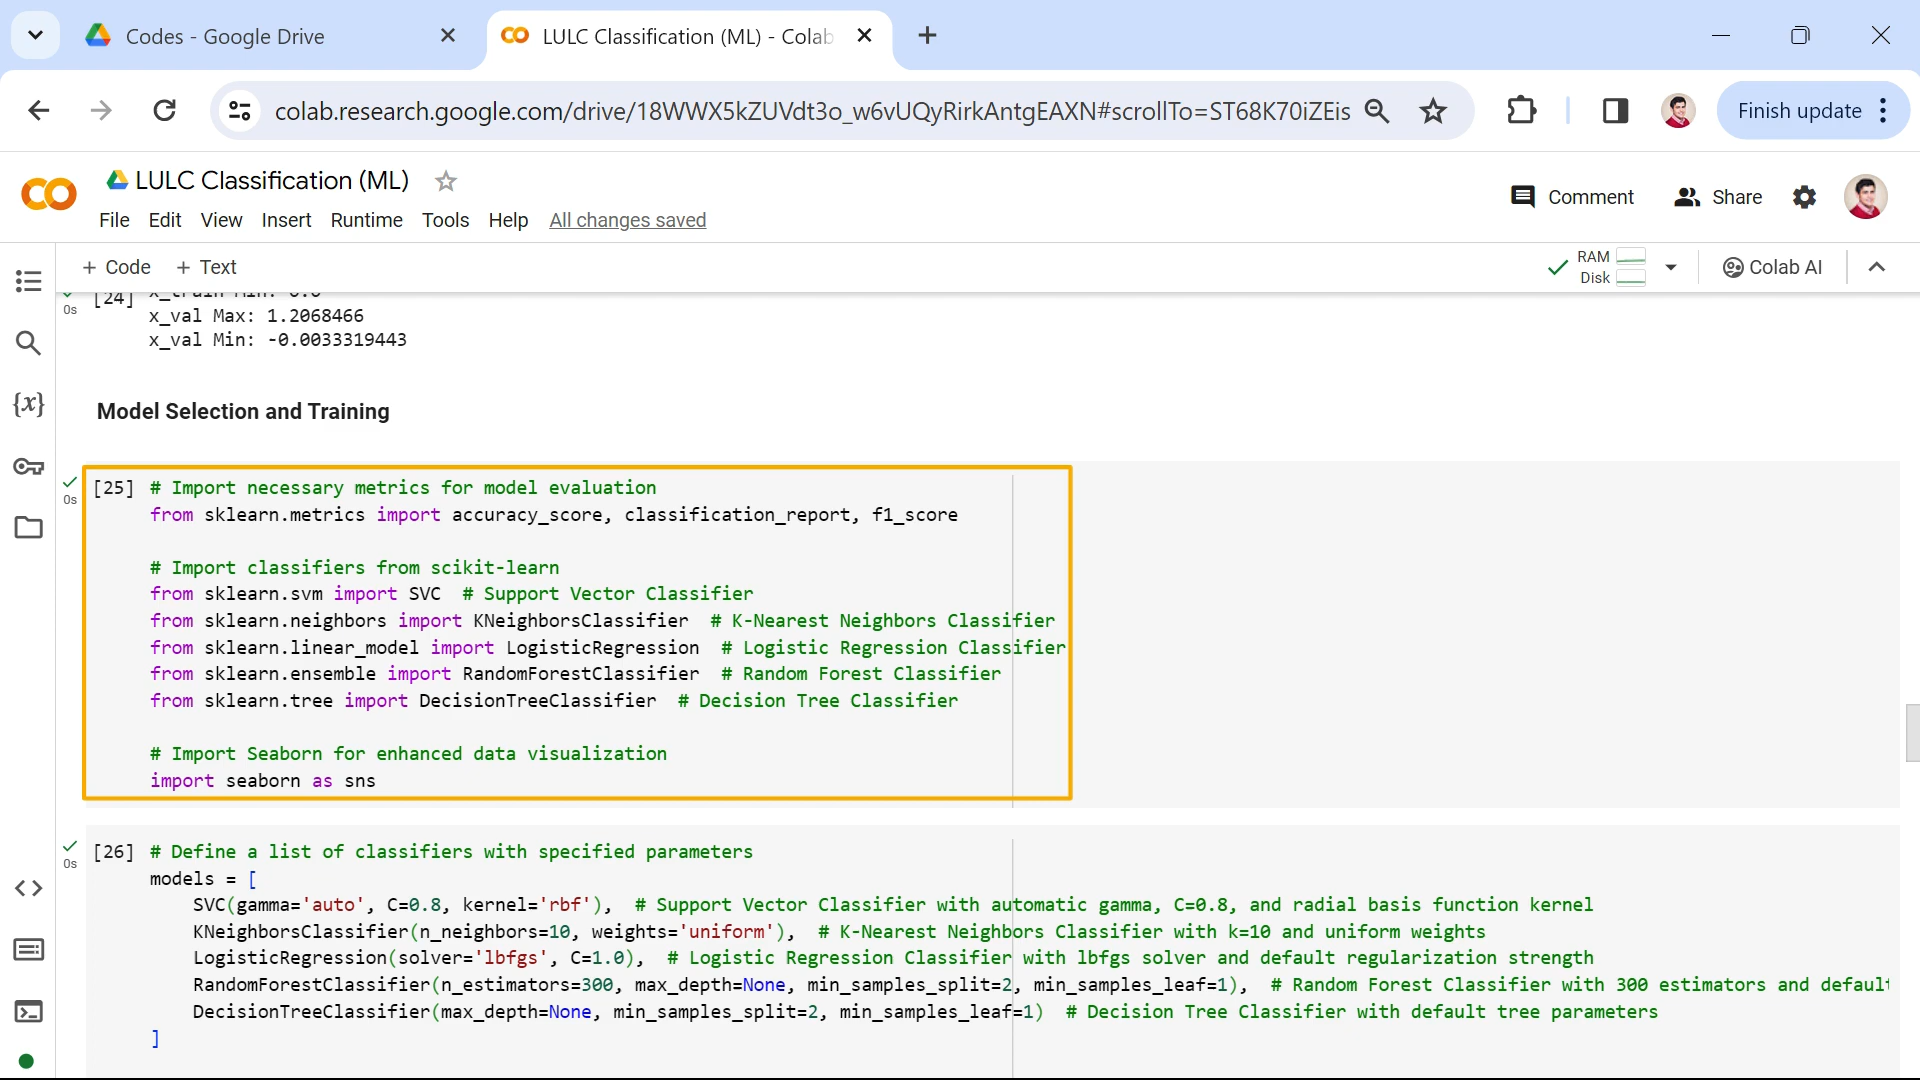 Codes - Google Drive
LULC Classification (ML) - Colab
colab.research.google.com/drive/18WWX5kZUVdt3o_w6vUQyRirkAntgEAXN#scrollTo=ST68K70iZEis
Finish update
LULC Classification (ML)
Comment
Share
File Edit View Insert Runtime Tools Help All changes saved
+ Code + Text
RAM
Disk
Colab AI
0s
[24] x_train Min: 0.0
x_val Max: 1.2068466
x_val Min: -0.0033319443
{x}
Model Selection and Training
0s
[25] # Import necessary metrics for model evaluation
from sklearn.metrics import accuracy_score, classification_report, f1_score
# Import classifiers from scikit-learn
from sklearn.svm import SVC # Support Vector Classifier
from sklearn.neighbors import KNeighborsClassifier # K-Nearest Neighbors Classifier
from sklearn.linear_model import LogisticRegression # Logistic Regression Classifier
from sklearn.ensemble import RandomForestClassifier # Random Forest Classifier
from sklearn.tree import DecisionTreeClassifier # Decision Tree Classifier
# Import Seaborn for enhanced data visualization
import seaborn as sns
0s
[26] # Define a list of classifiers with specified parameters
models = [
SVC(gamma='auto', C=0.8, kernel='rbf'), # Support Vector Classifier with automatic gamma, C=0.8, and radial basis function kernel
KNeighborsClassifier(n_neighbors=10, weights='uniform'), # K-Nearest Neighbors Classifier with k=10 and uniform weights
LogisticRegression(solver='lbfgs', C=1.0), # Logistic Regression Classifier with lbfgs solver and default regularization strength
RandomForestClassifier(n_estimators=300, max_depth=None, min_samples_split=2, min_samples_leaf=1), # Random Forest Classifier with 300 estimators and default
DecisionTreeClassifier(max_depth=None, min_samples_split=2, min_samples_leaf=1) # Decision Tree Classifier with default tree parameters
]